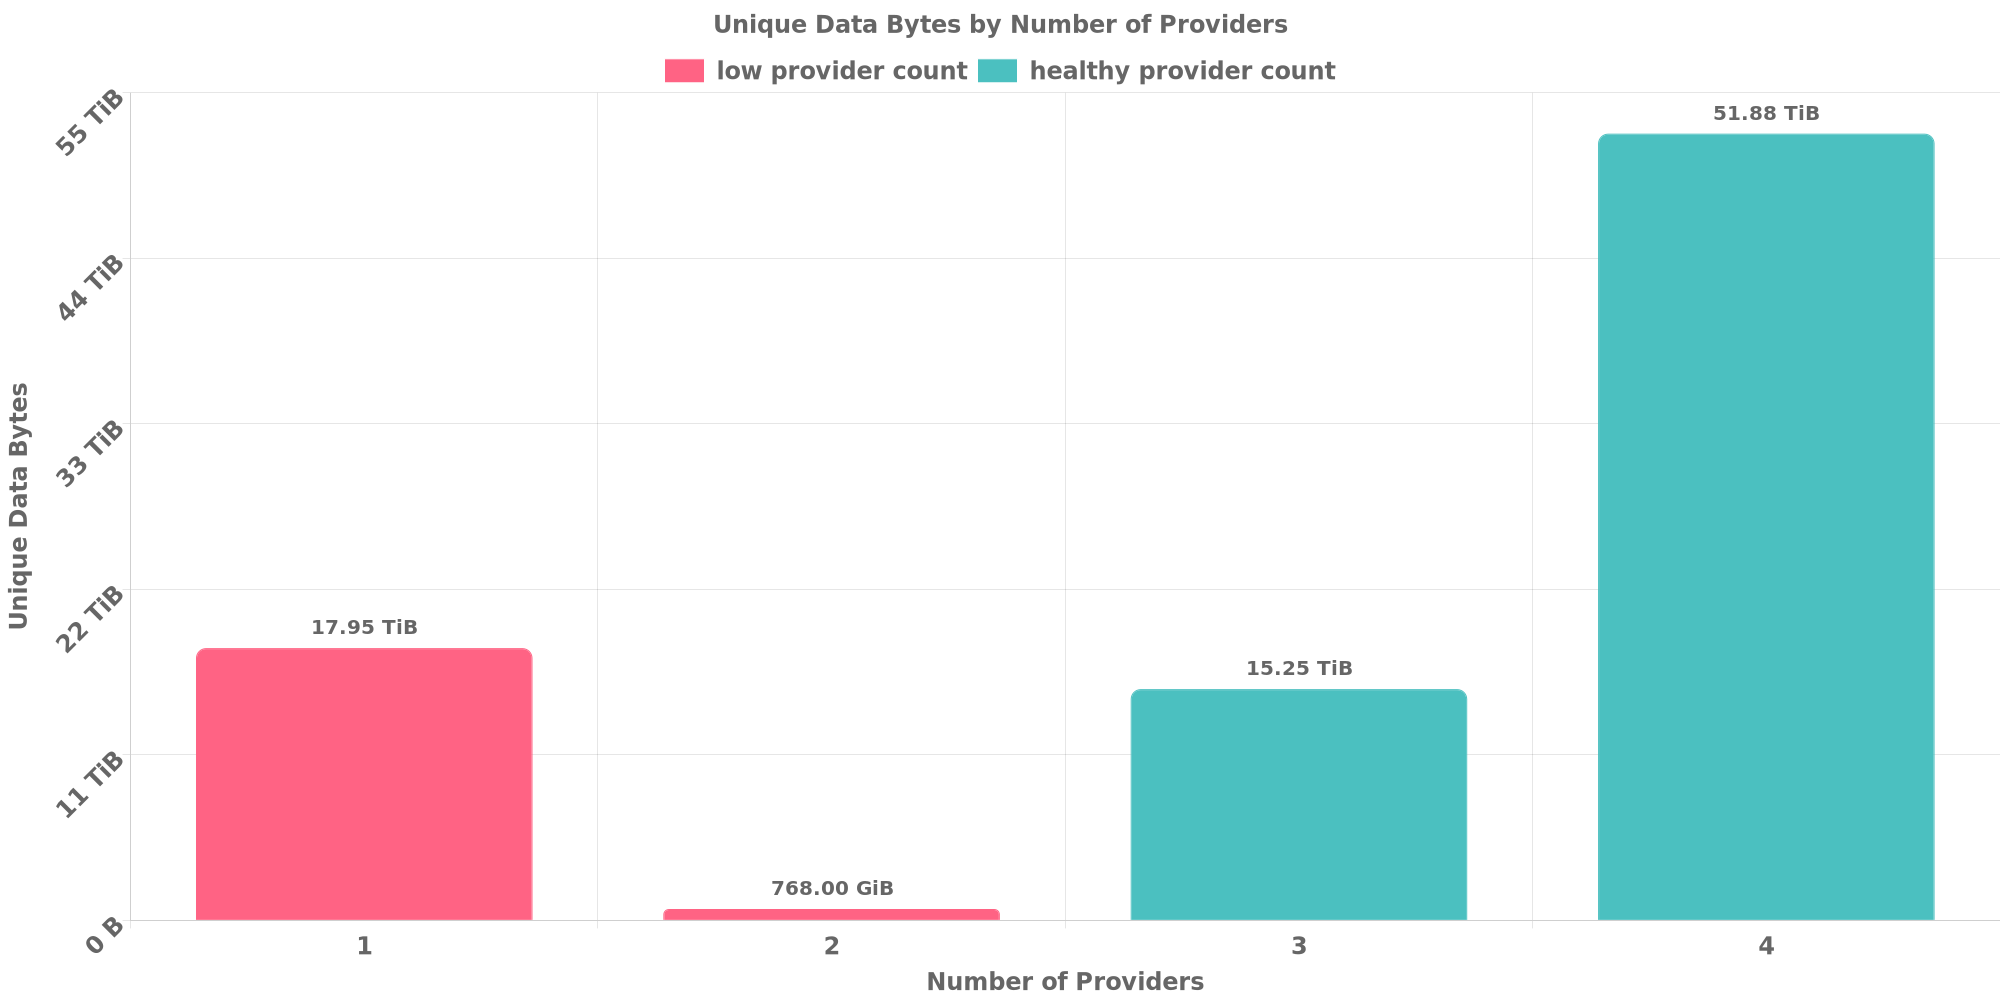 Unique Data Bytes by Number of Providers
low provider count healthy provider count
55 TiB
44 TiB
33 TiB
22 TiB
11 TiB
0 B
Unique Data Bytes
17.95 TiB
768.00 GiB
15.25 TiB
51.88 TiB
1 2 3 4
Number of Providers